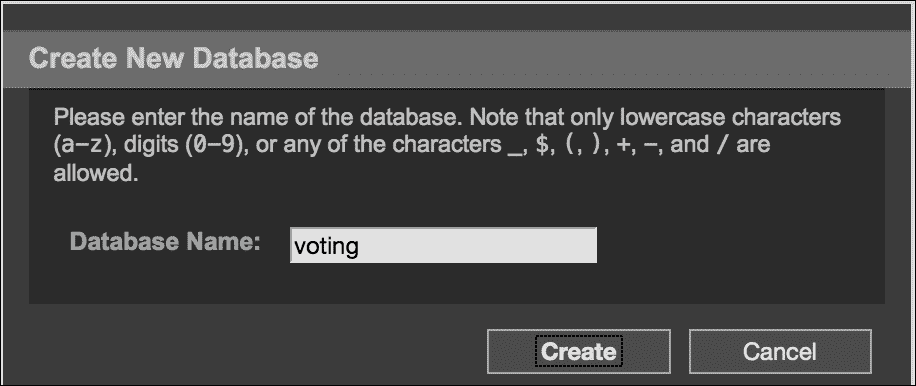 Create New Database
Please enter the name of the database. Note that only lowercase characters
(a–z), digits (0–9), or any of the characters _, $, (, ), +, –, and / are
allowed.
Database Name: voting
Create Cancel